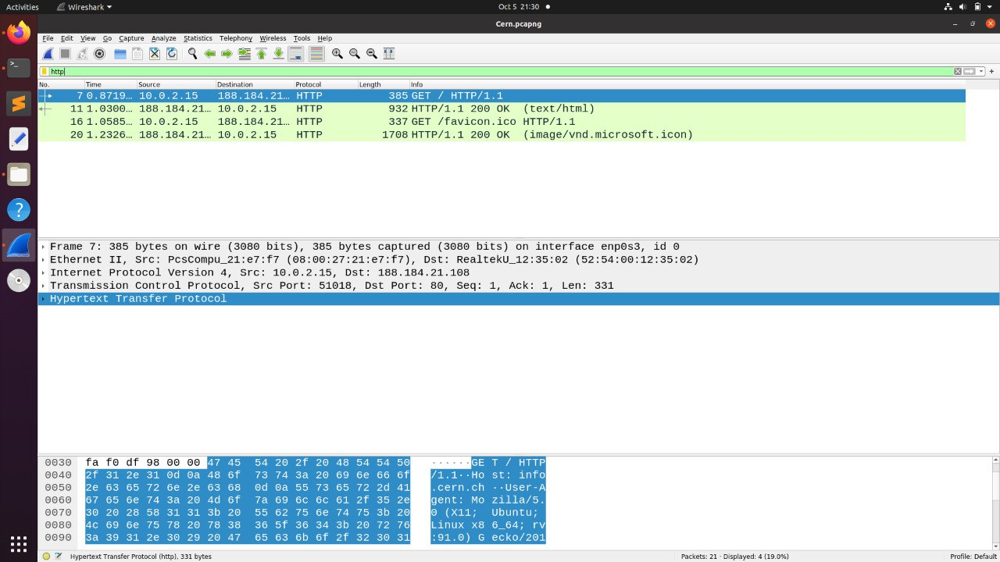 Activities Wireshark Oct 5 21:30
Cern.pcapng
File Edit View Go Capture Analyze Statistics Telephony Wireless Tools Help
http
No. Time Source Destination Protocol Length Info
7 0.8719… 10.0.2.15 188.184.21… HTTP 385 GET / HTTP/1.1
11 1.0300… 188.184.21… 10.0.2.15 HTTP 932 HTTP/1.1 200 OK (text/html)
16 1.0585… 10.0.2.15 188.184.21… HTTP 337 GET /favicon.ico HTTP/1.1
20 1.2326… 188.184.21… 10.0.2.15 HTTP 1708 HTTP/1.1 200 OK (image/vnd.microsoft.icon)
Frame 7: 385 bytes on wire (3080 bits), 385 bytes captured (3080 bits) on interface enp0s3, id 0
Ethernet II, Src: PcsCompu_21:e7:f7 (08:00:27:21:e7:f7), Dst: RealtekU_12:35:02 (52:54:00:12:35:02)
Internet Protocol Version 4, Src: 10.0.2.15, Dst: 188.184.21.108
Transmission Control Protocol, Src Port: 51018, Dst Port: 80, Seq: 1, Ack: 1, Len: 331
Hypertext Transfer Protocol
0030 fa f0 df 98 00 00 47 45 54 20 2f 20 48 54 54 50 ······GE T / HTTP
0040 2f 31 2e 31 0d 0a 48 6f 73 74 3a 20 69 6e 66 6f /1.1··Ho st: info
0050 2e 63 65 72 6e 2e 63 68 0d 0a 55 73 65 72 2d 41 .cern.ch ··User-A
0060 67 65 6e 74 3a 20 4d 6f 7a 69 6c 6c 61 2f 35 2e gent: Mo zilla/5.
0070 30 20 28 58 31 31 3b 20 55 62 75 6e 74 75 3b 20 0 (X11; Ubuntu;
0080 4c 69 6e 75 78 20 78 38 36 5f 36 34 3b 20 72 76 Linux x8 6_64; rv
0090 3a 39 31 2e 30 29 20 47 65 63 6b 6f 2f 32 30 31 :91.0) G ecko/201
Hypertext Transfer Protocol (http), 331 bytes Packets: 21 · Displayed: 4 (19.0%) Profile: Default